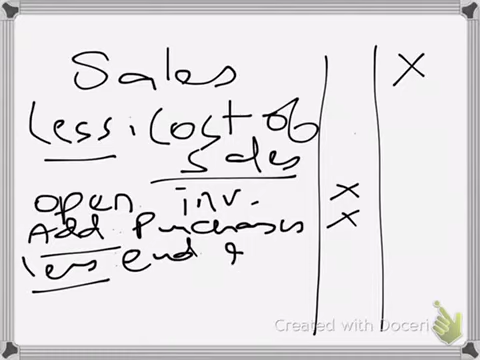 Sales X
Less: Cost of
sales
open inv. X
Add Purchases X
less end
Created with Doceri